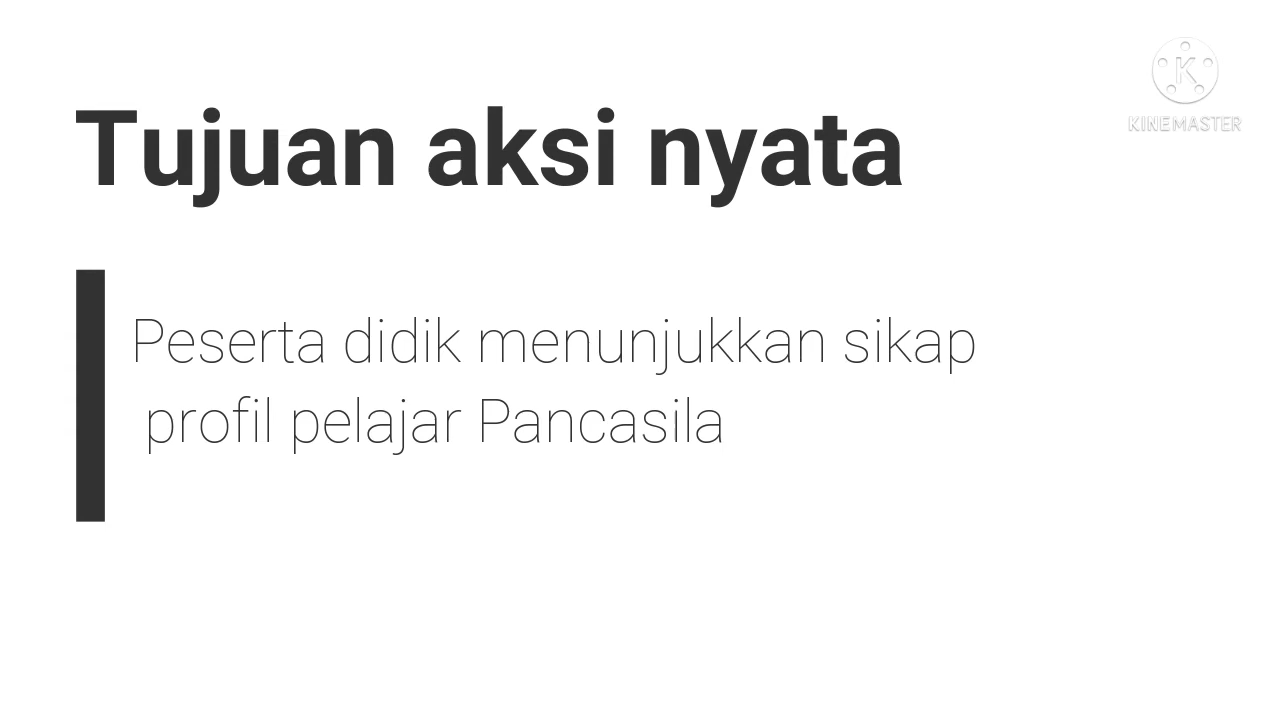 Tujuan aksi nyata
Peserta didik menunjukkan sikap
profil pelajar Pancasila
K
KINEMASTER